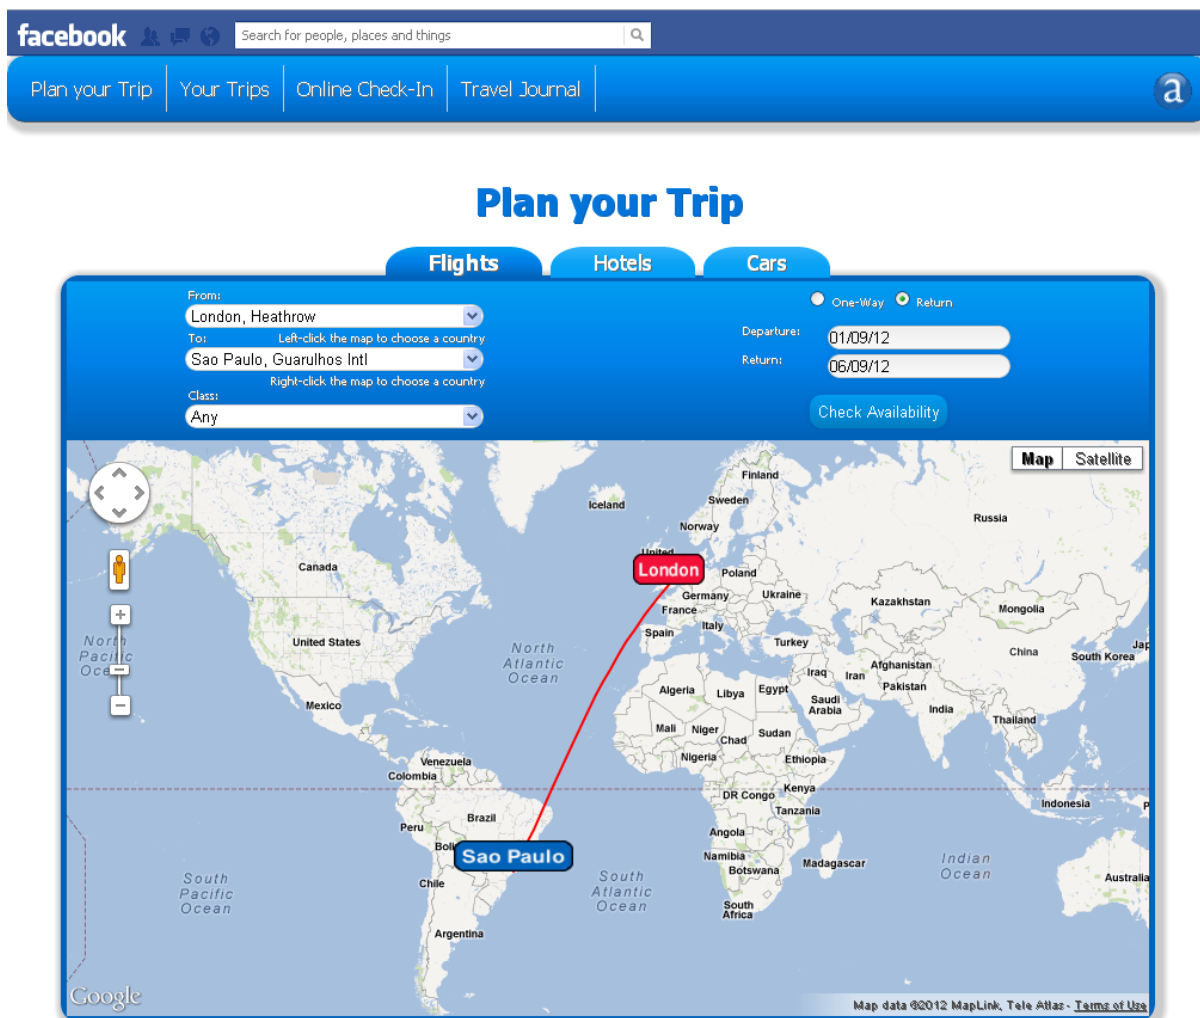 facebook Search for people, places and things
Plan your Trip Your Trips Online Check-In Travel Journal a
Plan your Trip
Flights Hotels Cars
From:
London, Heathrow
To: Left-click the map to choose a country
Sao Paulo, Guarulhos Intl
Right-click the map to choose a country
Class:
Any
One-Way Return
Departure: 01/09/12
Return: 06/09/12
Check Availability
Map Satellite
Finland
Iceland
Sweden
Norway
Russia
United
London
Canada
Poland
Germany
Ukraine
France
Kazakhstan
Mongolia
Spain
Italy
Turkey
United States
North
Pacific
Ocean
North
Atlantic
Ocean
China
South Korea
Jap
Iraq
Iran
Afghanistan
Pakistan
Algeria
Libya
Egypt
Saudi
Arabia
India
Mexico
Thailand
Mali
Niger
Chad
Sudan
Nigeria
Ethiopia
Venezuela
Colombia
DR Congo
Kenya
Tanzania
Indonesia
P
Brazil
Peru
Angola
Bol
Sao Paulo
Namibia
Botswana
Madagascar
Indian
Ocean
South
Pacific
Ocean
Chile
South
Atlantic
Ocean
South
Africa
Australia
Argentina
Google
Map data ©2012 MapLink, Tele Atlas - Terms of Use